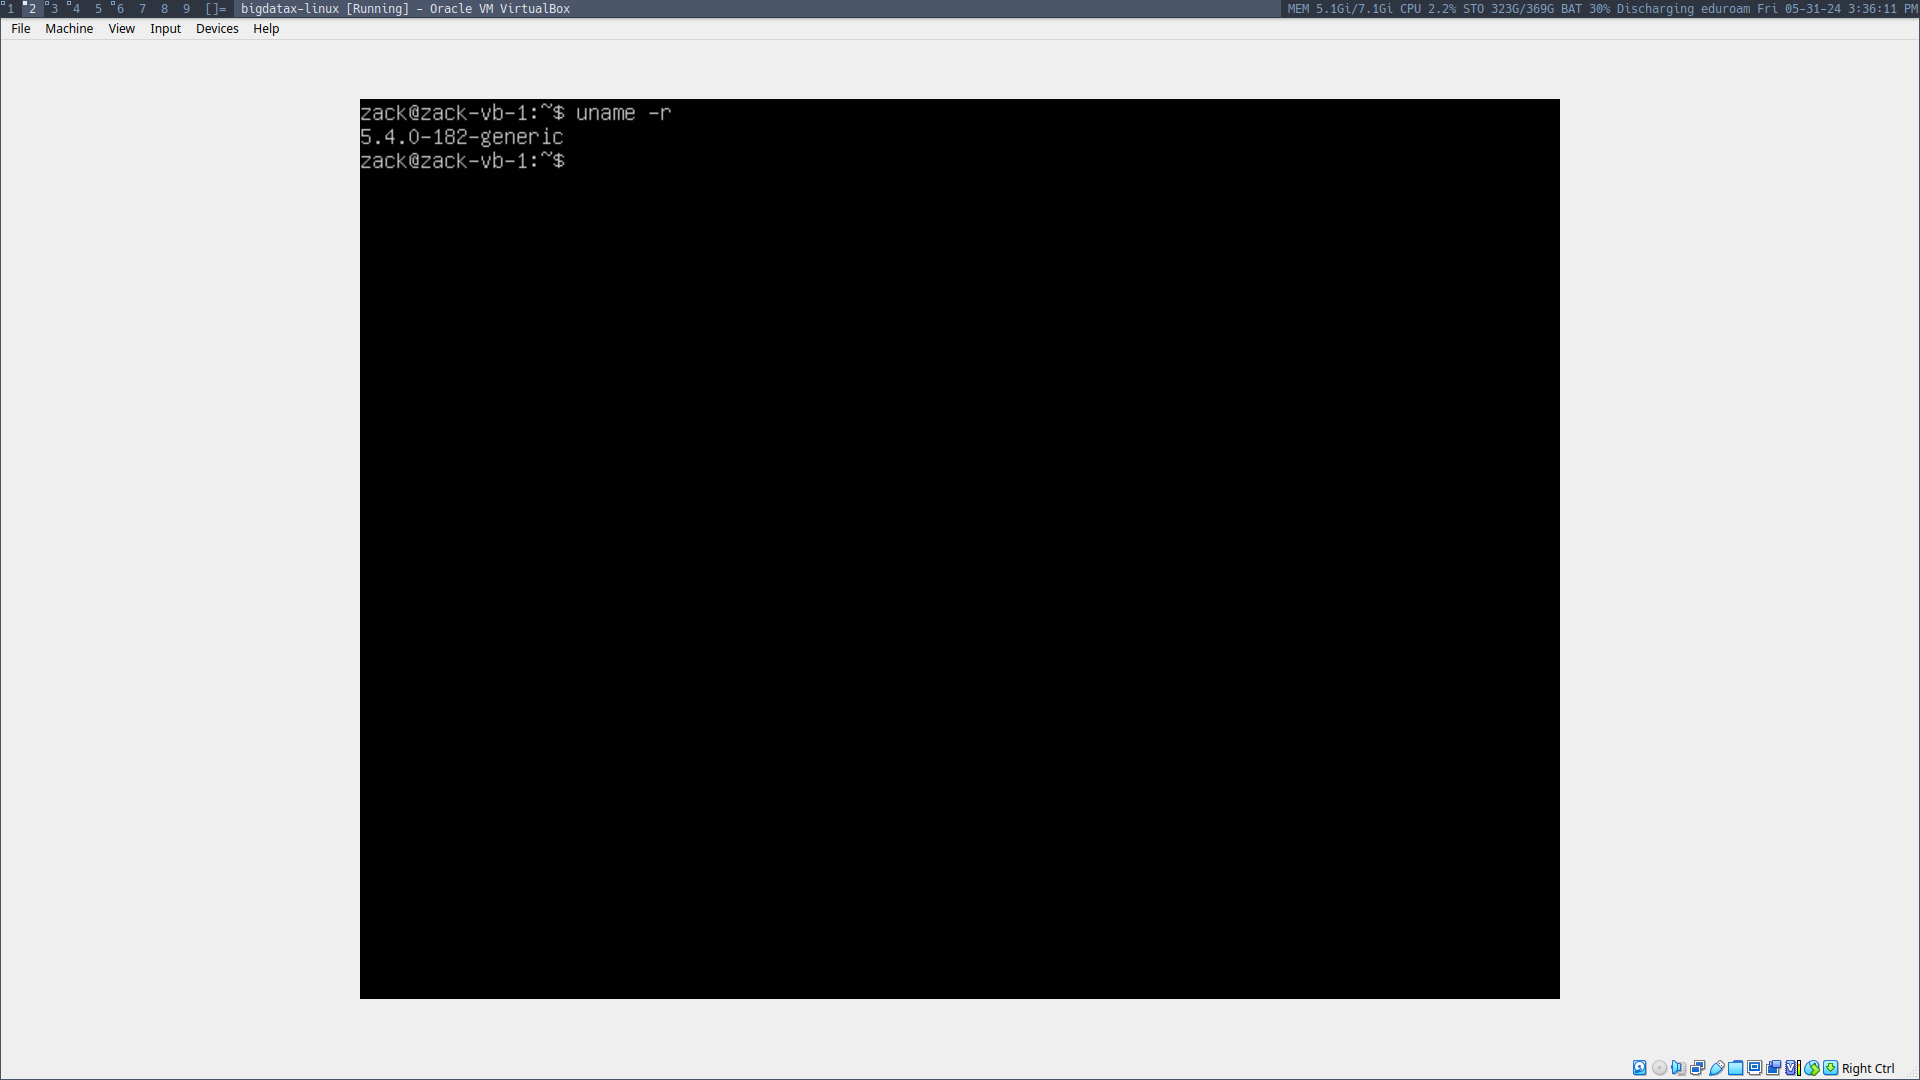 1 2 3 4 5 6 7 8 9 []= bigdatax-linux [Running] - Oracle VM VirtualBox MEM 5.1Gi/7.1Gi CPU 2.2% STO 323G/369G BAT 30% Discharging eduroam Fri 05-31-24 3:36:11 PM
File Machine View Input Devices Help
zack@zack-vb-1:~$ uname -r
5.4.0-182-generic
zack@zack-vb-1:~$
Right Ctrl